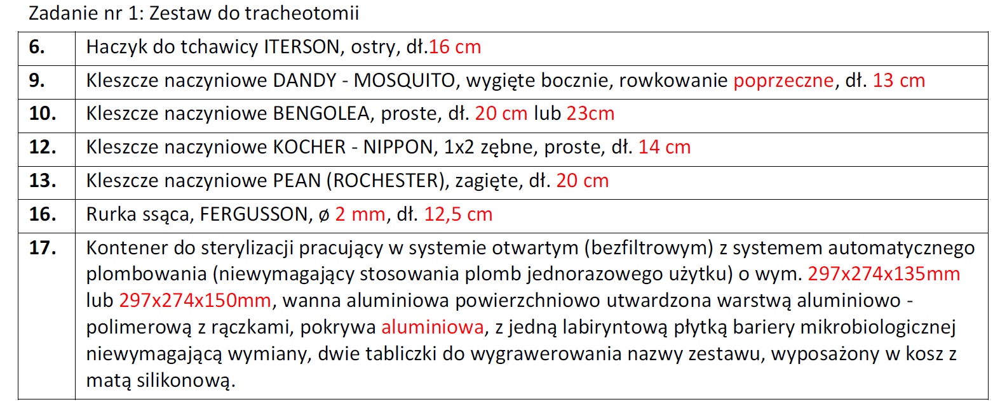 Zadanie nr 1: Zestaw do tracheotomii
6. Haczyk do tchawicy ITERSON, ostry, dł.16 cm
9. Kleszcze naczyniowe DANDY - MOSQUITO, wygięte bocznie, rowkowanie poprzeczne, dł. 13 cm
10. Kleszcze naczyniowe BENGOLEA, proste, dł. 20 cm lub 23cm
12. Kleszcze naczyniowe KOCHER - NIPPON, 1x2 zębne, proste, dł. 14 cm
13. Kleszcze naczyniowe PEAN (ROCHESTER), zagięte, dł. 20 cm
16. Rurka ssąca, FERGUSSON, ø 2 mm, dł. 12,5 cm
17. Kontener do sterylizacji pracujący w systemie otwartym (bezfiltrowym) z systemem automatycznego
plombowania (niewymagający stosowania plomb jednorazowego użytku) o wym. 297x274x135mm
lub 297x274x150mm, wanna aluminiowa powierzchniowo utwardzona warstwą aluminiowo -
polimerową z rączkami, pokrywa aluminiowa, z jedną labiryntową płytką bariery mikrobiologicznej
niewymagającą wymiany, dwie tabliczki do wygrawerowania nazwy zestawu, wyposażony w kosz z
matą silikonową.